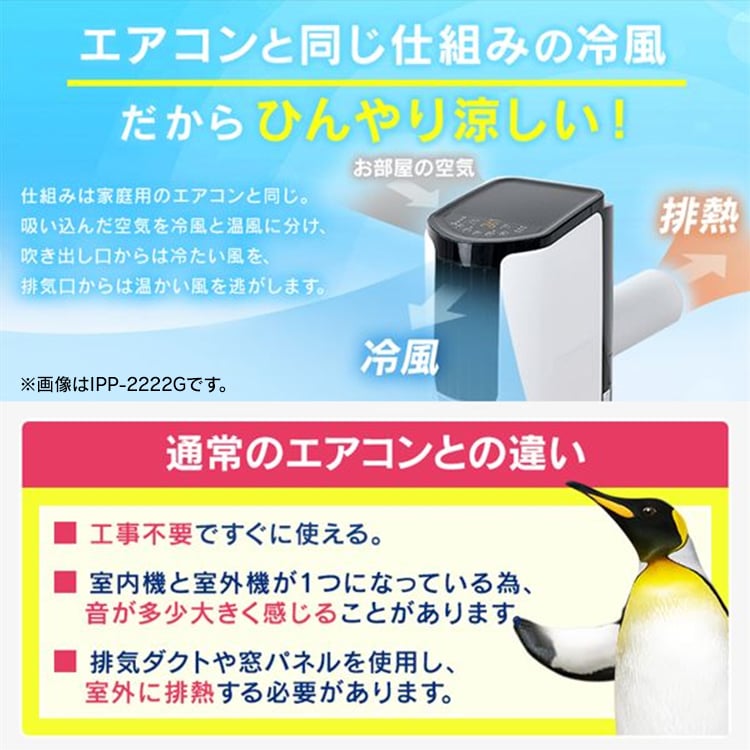 エアコンと同じ仕組みの冷風
だからひんやり涼しい!
お部屋の空気
仕組みは家庭用のエアコンと同じ。
吸い込んだ空気を冷風と温風に分け、
吹き出し口からは冷たい風を、
排気口からは温かい風を逃がします。
排熱
冷風
※画像はIPP-2222Gです。
通常のエアコンとの違い
■ 工事不要ですぐに使える。
■ 室内機と室外機が1つになっている為、
音が多少大きく感じることがあります。
■ 排気ダクトや窓パネルを使用し、
室外に排熱する必要があります。